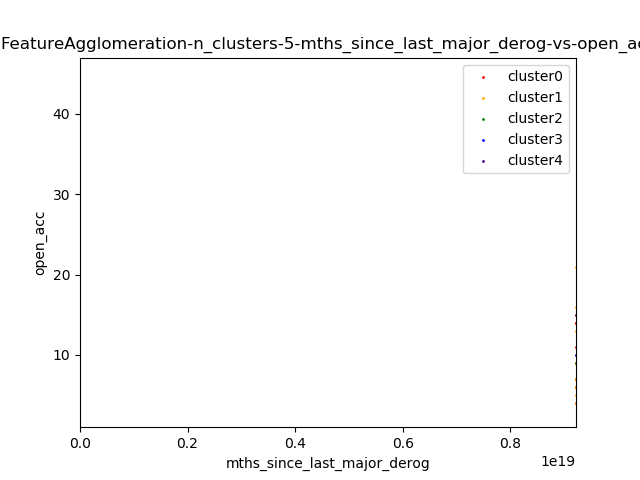 FeatureAgglomeration-n_clusters-5-mths_since_last_major_derog-vs-open_a
cluster0
cluster1
cluster2
cluster3
cluster4
40
30
20
10
open_acc
0.0 0.2 0.4 0.6 0.8
1e19
mths_since_last_major_derog